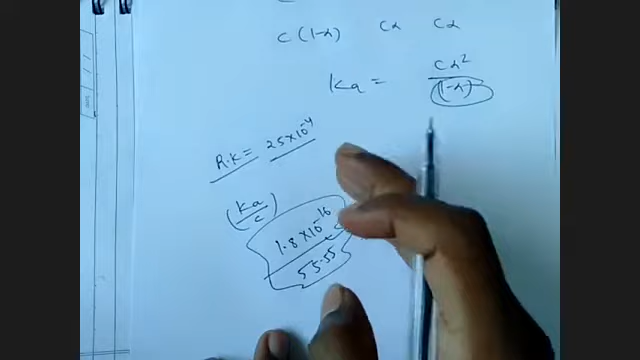 c(1-α) cα cα
Ka = cα² / (1-α)
R.K = 25×10⁻⁴
(Ka/c)
1.8×10⁻¹⁶ / 55.55